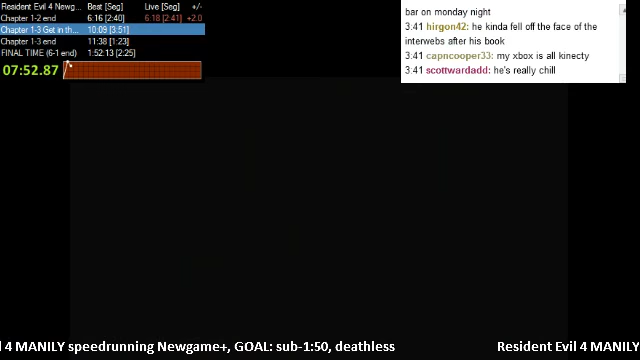 Resident Evil 4 Newg... Best [Seg] Live [Seg] +/-
Chapter 1-2 end 6:16 [2:40] 6:18 [2:41] +2.0
Chapter 1-3 Get in th... 10:09 [3:51]
Chapter 1-3 end 11:38 [1:23]
FINAL TIME (6-1 end) 1:52:13 [2:25]
07:52.87
bar on monday night
3:41 hirgon42: he kinda fell off the face of the
interwebs after his book
3:41 capncooper33: my xbox is all kinecty
3:41 scottwardadd: he's really chill
l 4 MANILY speedrunning Newgame+, GOAL: sub-1:50, deathless Resident Evil 4 MANILY